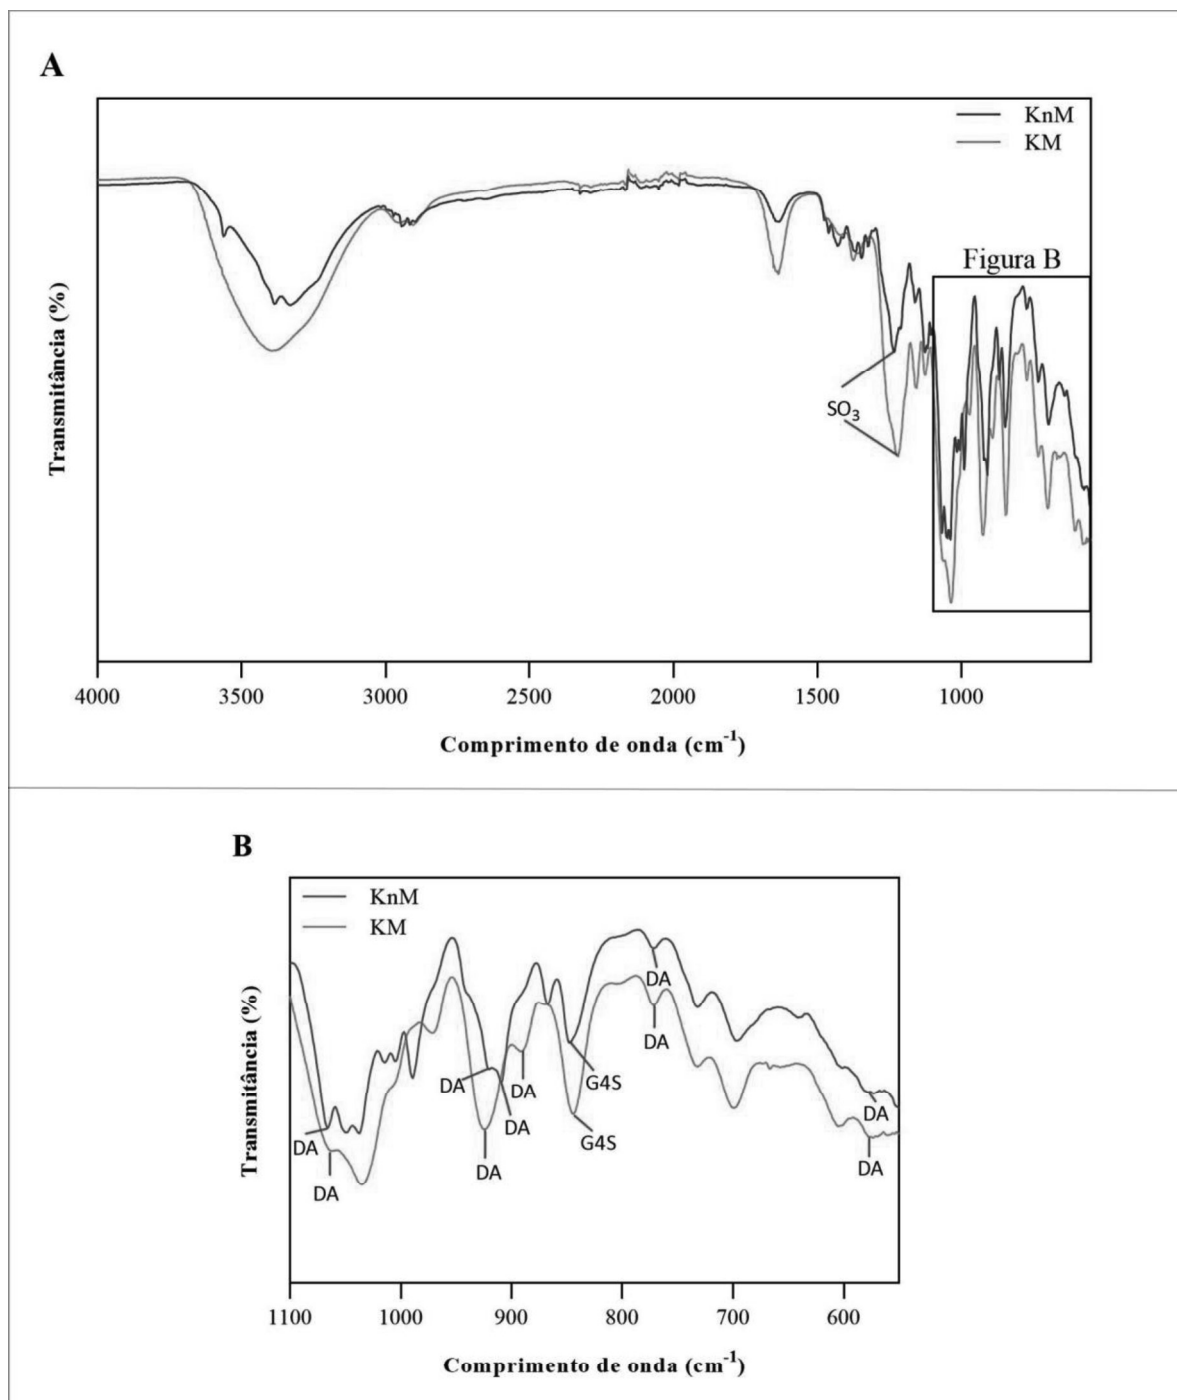 A
KnM
KM
Figura B
SO3
Transmitância (%)
4000 3500 3000 2500 2000 1500 1000
Comprimento de onda (cm-1)
B
KnM
KM
DA
DA
G4S
DA DA
DA
DA
DA
G4S
DA
DA
DA
Transmitância (%)
1100 1000 900 800 700 600
Comprimento de onda (cm-1)